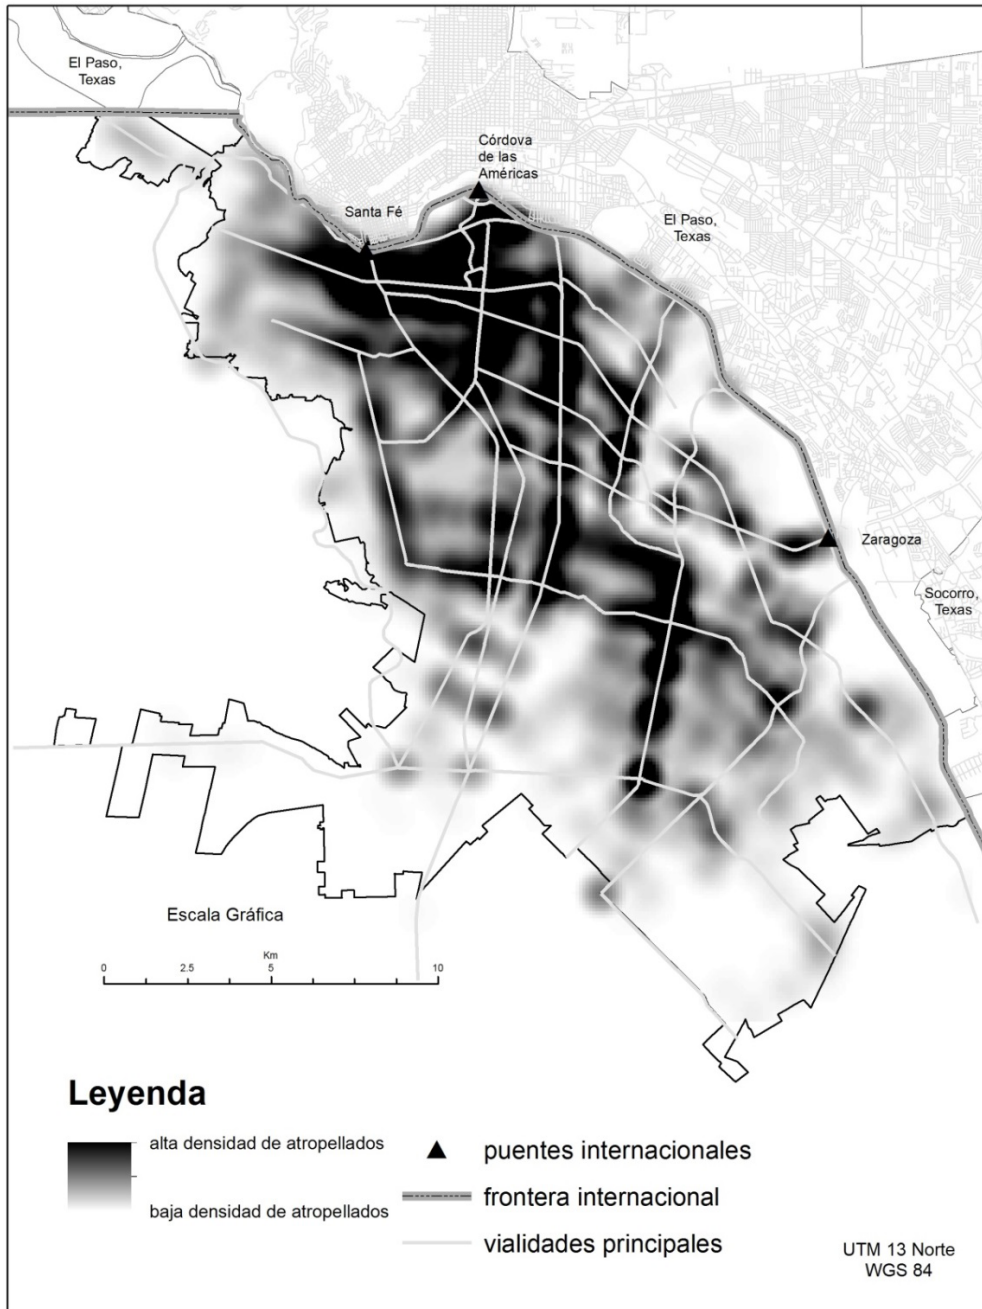 El Paso,
Texas
Córdova
de las
Américas
Santa Fé
El Paso,
Texas
Zaragoza
Socorro,
Texas
Escala Gráfica
Km
0 2.5 5 10
Leyenda
alta densidad de atropellados
baja densidad de atropellados
puentes internacionales
frontera internacional
vialidades principales
UTM 13 Norte
WGS 84